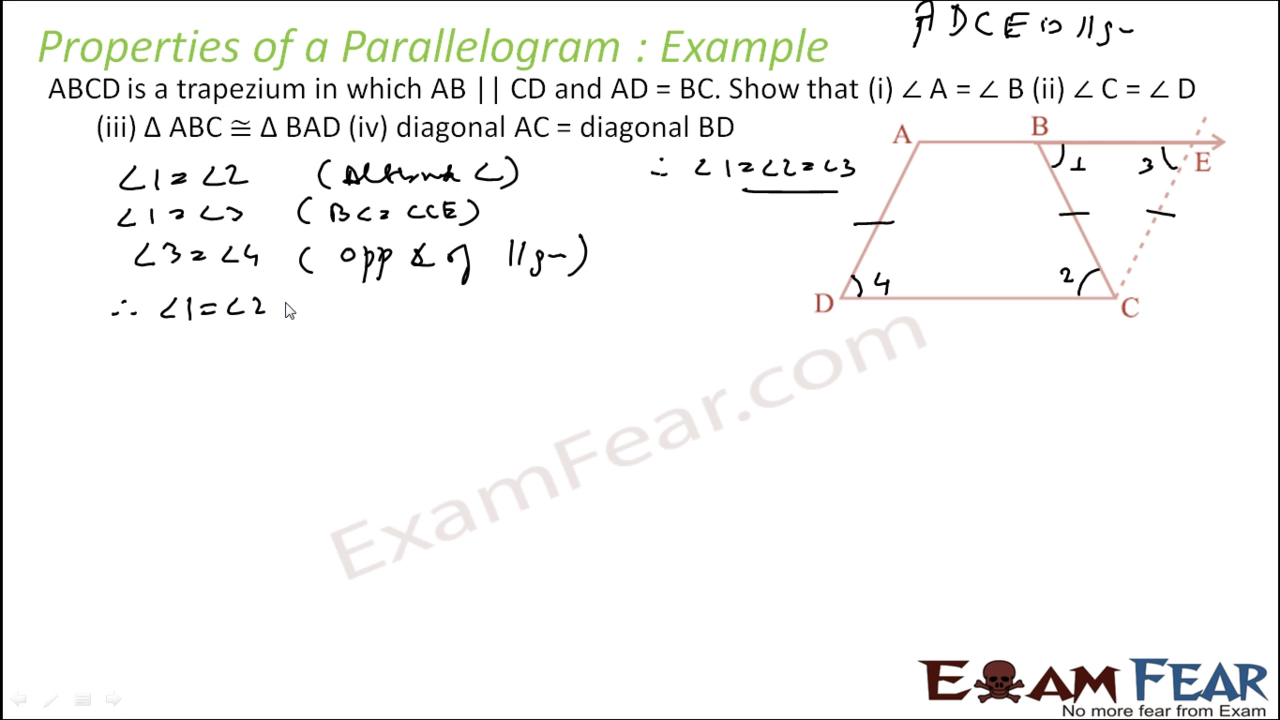 ADCE is ||gm
Properties of a Parallelogram : Example
ABCD is a trapezium in which AB || CD and AD = BC. Show that (i) ∠ A = ∠ B (ii) ∠ C = ∠ D
(iii) Δ ABC ≅ Δ BAD (iv) diagonal AC = diagonal BD
∠1 = ∠2 (Alternate ∠)
∴ ∠1 = ∠2 = ∠3
∠1 = ∠3 (BC = CE)
∠3 = ∠4 (opp ∠ of ||gm)
∴ ∠1 = ∠2
A
B
1
3
E
4
2
D
C
ExamFear.com
EXAM FEAR
No more fear from Exam